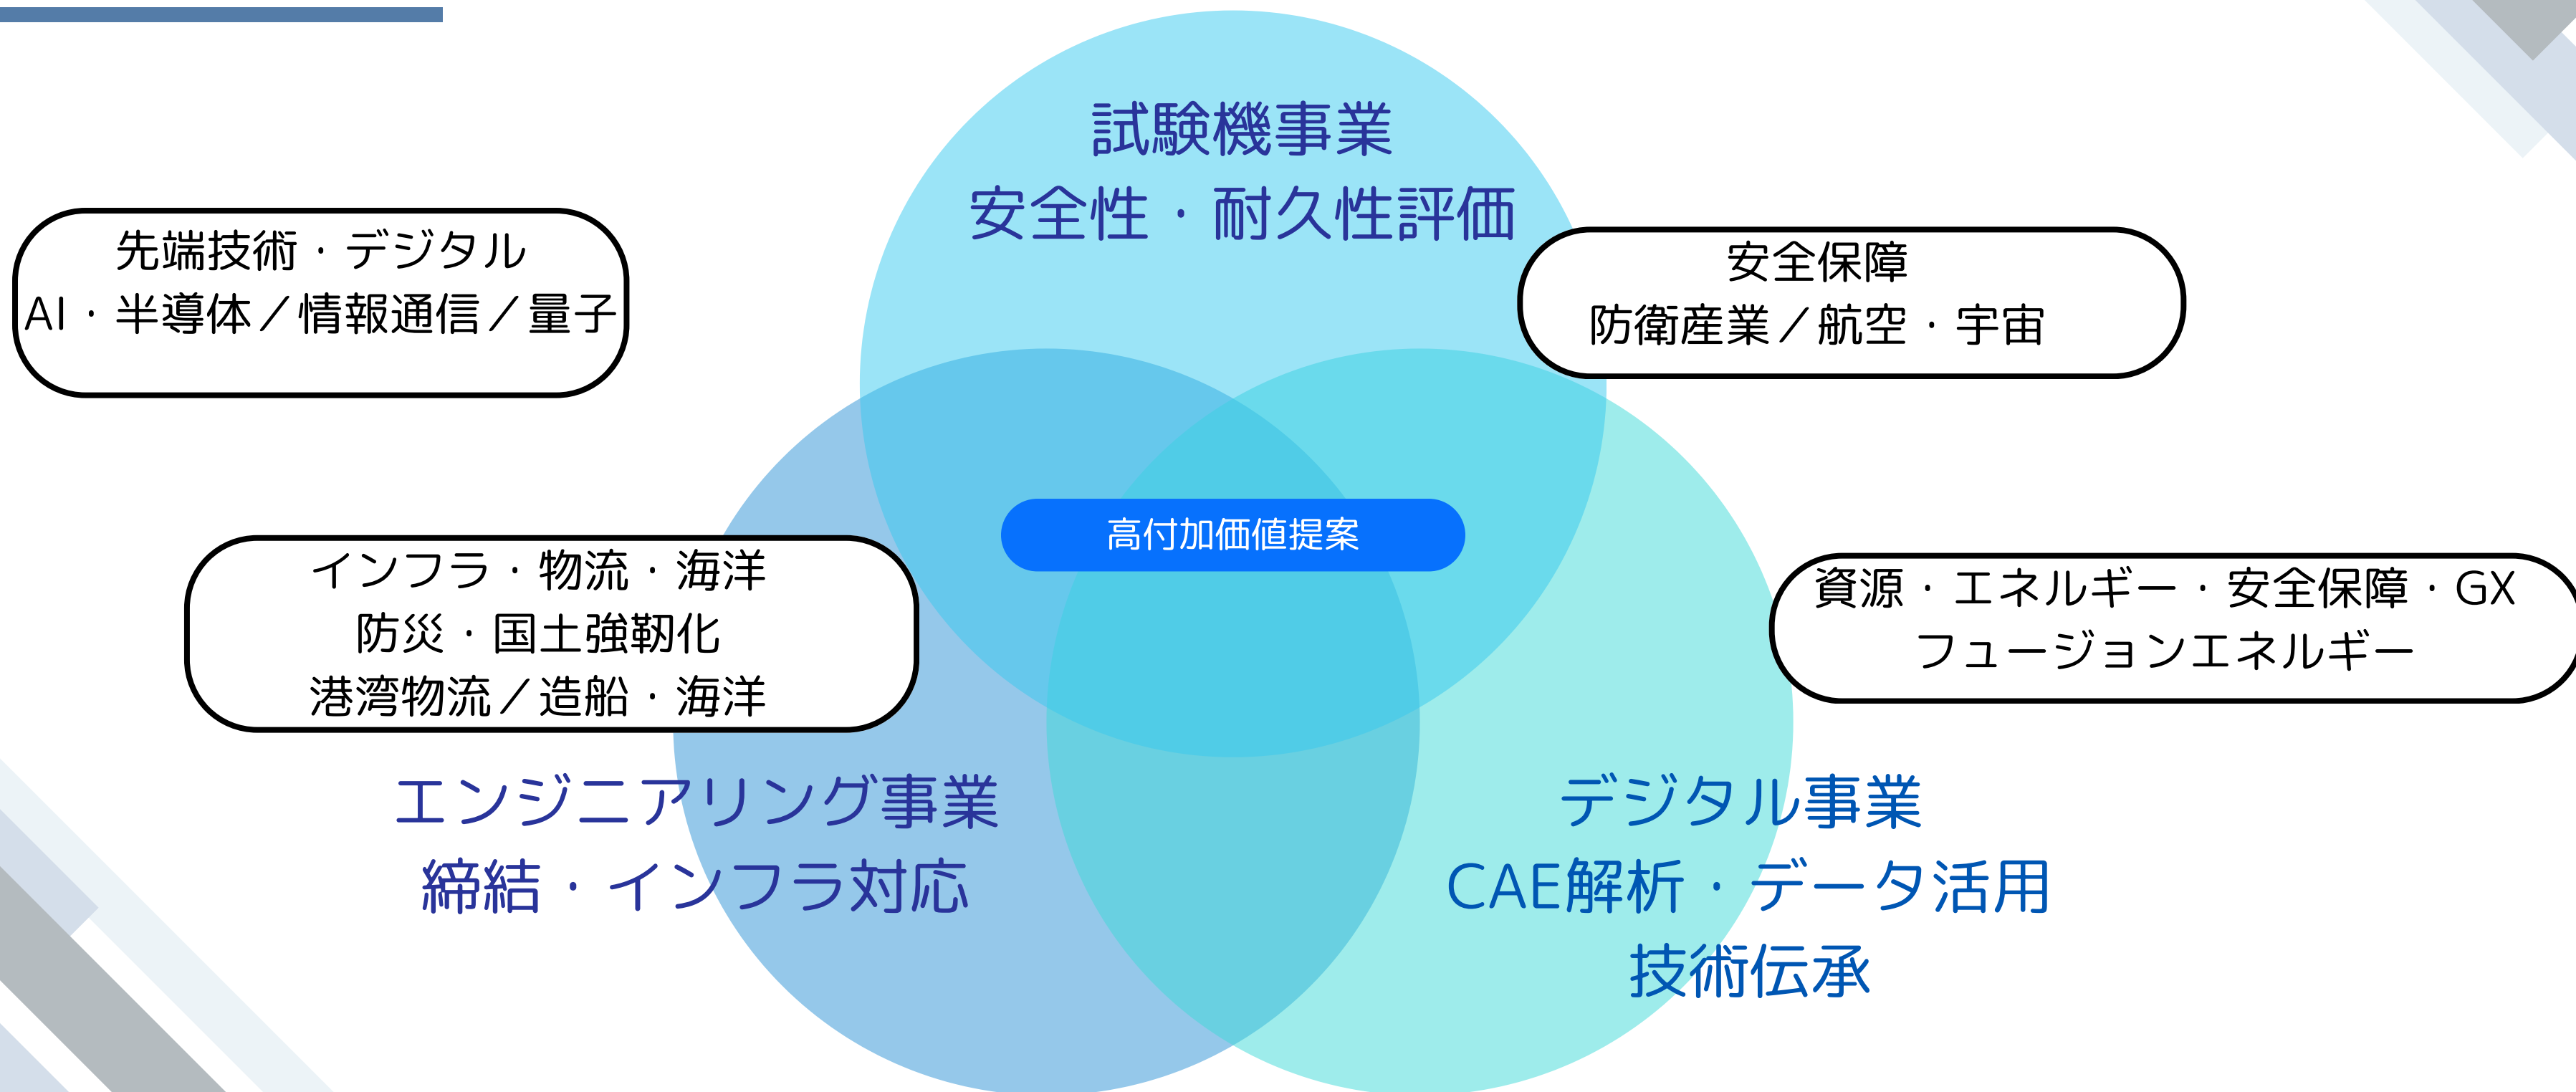 試験機事業
安全性・耐久性評価
先端技術・デジタル
AI・半導体／情報通信／量子
安全保障
防衛産業／航空・宇宙
高付加価値提案
インフラ・物流・海洋
防災・国土強靭化
港湾物流／造船・海洋
資源・エネルギー・安全保障・GX
フュージョンエネルギー
エンジニアリング事業
締結・インフラ対応
デジタル事業
CAE解析・データ活用
技術伝承